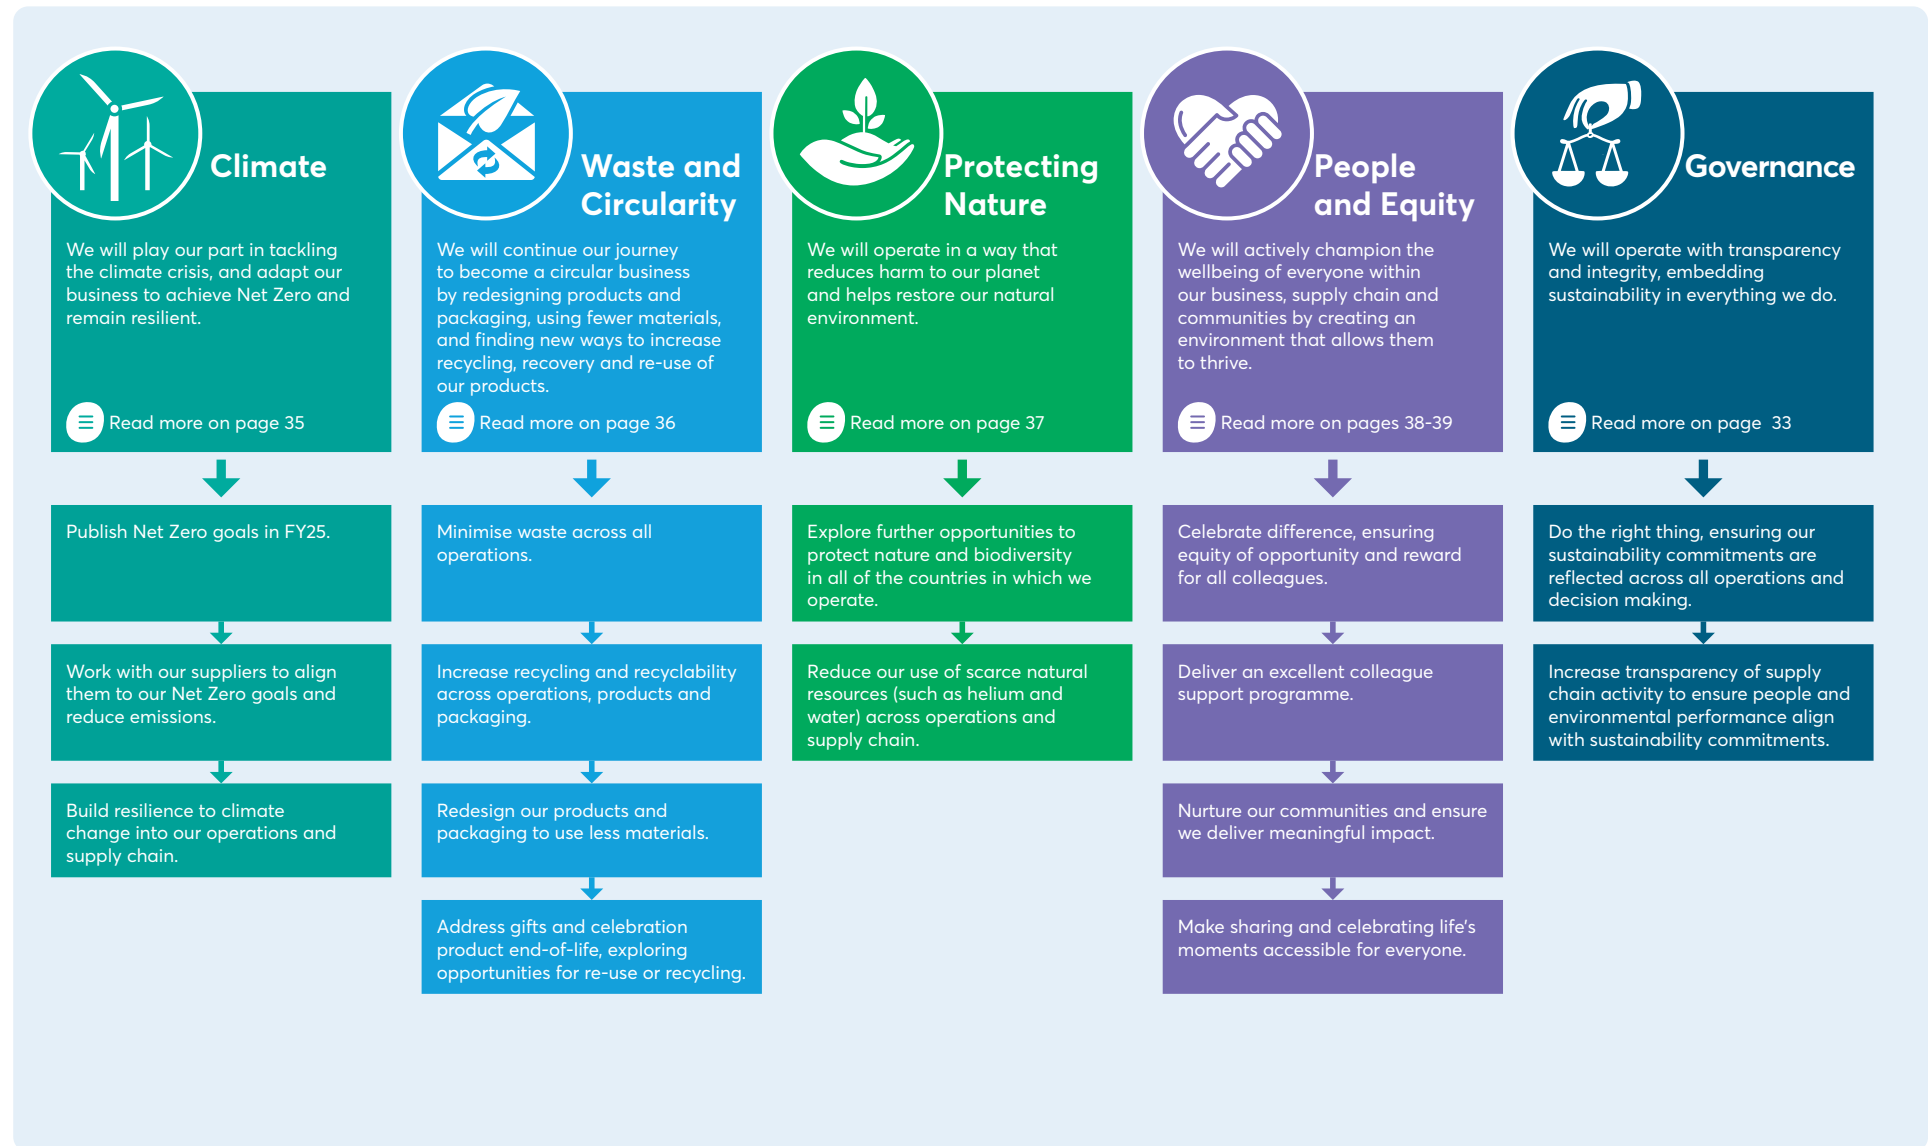 Climate
We will play our part in tackling
the climate crisis, and adapt our
business to achieve Net Zero and
remain resilient.
Read more on page 35
Publish Net Zero goals in FY25.
Work with our suppliers to align
them to our Net Zero goals and
reduce emissions.
Build resilience to climate
change into our operations and
supply chain.
Waste and
Circularity
We will continue our journey
to become a circular business
by redesigning products and
packaging, using fewer materials,
and finding new ways to increase
recycling, recovery and re-use of
our products.
Read more on page 36
Minimise waste across all
operations.
Increase recycling and recyclability
across operations, products and
packaging.
Redesign our products and
packaging to use less materials.
Address gifts and celebration
product end-of-life, exploring
opportunities for re-use or recycling.
Protecting
Nature
We will operate in a way that
reduces harm to our planet
and helps restore our natural
environment.
Read more on page 37
Explore further opportunities to
protect nature and biodiversity
in all of the countries in which we
operate.
Reduce our use of scarce natural
resources (such as helium and
water) across operations and
supply chain.
People
and Equity
We will actively champion the
wellbeing of everyone within
our business, supply chain and
communities by creating an
environment that allows them
to thrive.
Read more on pages 38-39
Celebrate difference, ensuring
equity of opportunity and reward
for all colleagues.
Deliver an excellent colleague
support programme.
Nurture our communities and ensure
we deliver meaningful impact.
Make sharing and celebrating life's
moments accessible for everyone.
Governance
We will operate with transparency
and integrity, embedding
sustainability in everything we do.
Read more on page 33
Do the right thing, ensuring our
sustainability commitments are
reflected across all operations and
decision making.
Increase transparency of supply
chain activity to ensure people and
environmental performance align
with sustainability commitments.